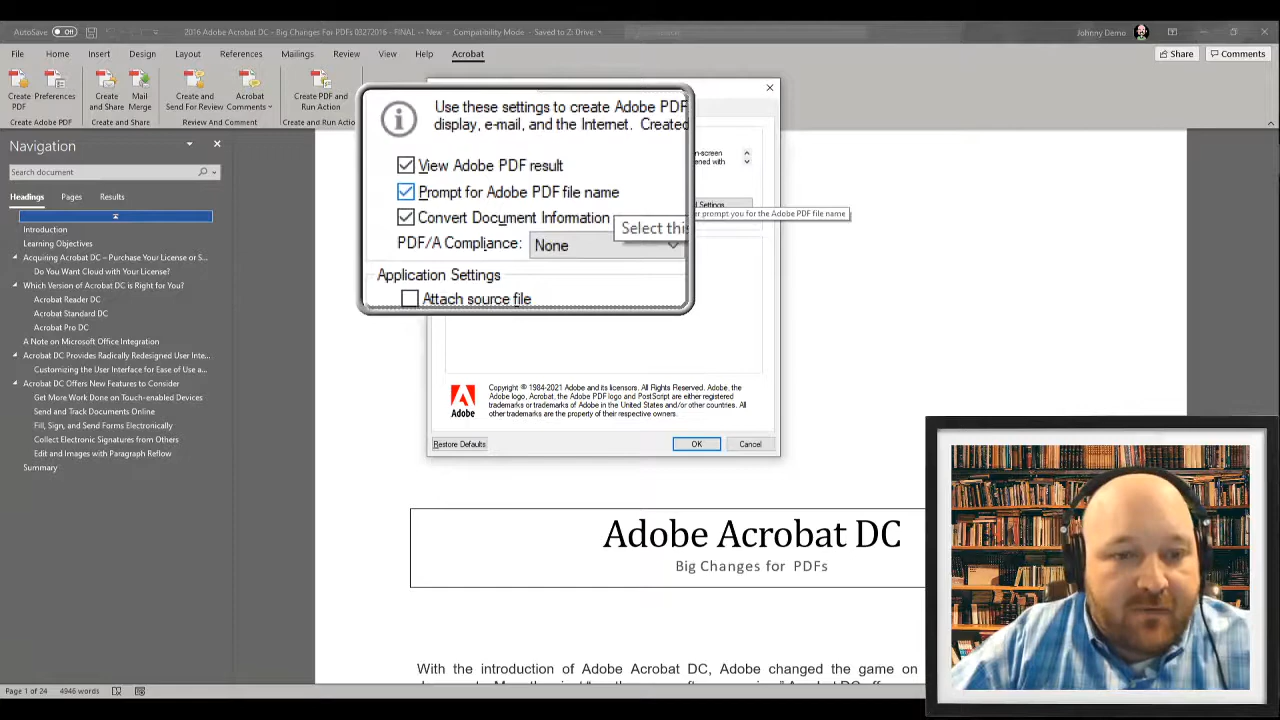 AutoSave Off
2016 Adobe Acrobat DC - Big Changes For PDFs 03272016 - FINAL -- New - Compatibility Mode - Saved to Z: Drive
Johnny Demo
File Home Insert Design Layout References Mailings Review View Help Acrobat
Share Comments
Create PDF
Preferences
Create and Share
Mail Merge
Create and Send For Review
Acrobat Comments
Create PDF and Run Action
Create Adobe PDF
Create and Share
Review And Comment
Create and Run Action
Use these settings to create Adobe PDF
display, e-mail, and the Internet. Created
View Adobe PDF result
Prompt for Adobe PDF file name
Convert Document Information
Select this
PDF/A Compliance: None
Application Settings
Attach source file
n-screen
ened with
l Settings
r prompt you for the Adobe PDF file name
Copyright © 1984-2021 Adobe and its licensors. All Rights Reserved. Adobe, the
Adobe logo, Acrobat, the Adobe PDF logo and PostScript are either registered
trademarks or trademarks of Adobe in the United States and/or other countries. All
other trademarks are the property of their respective owners.
Adobe
Restore Defaults
OK
Cancel
Navigation
Search document
Headings Pages Results
Introduction
Learning Objectives
Acquiring Acrobat DC – Purchase Your License or S...
Do You Want Cloud with Your License?
Which Version of Acrobat DC is Right for You?
Acrobat Reader DC
Acrobat Standard DC
Acrobat Pro DC
A Note on Microsoft Office Integration
Acrobat DC Provides Radically Redesigned User Inte...
Customizing the User Interface for Ease of Use a...
Acrobat DC Offers New Features to Consider
Get More Work Done on Touch-enabled Devices
Send and Track Documents Online
Fill, Sign, and Send Forms Electronically
Collect Electronic Signatures from Others
Edit and Images with Paragraph Reflow
Summary
Adobe Acrobat DC
Big Changes for PDFs
With the introduction of Adobe Acrobat DC, Adobe changed the game on
Page 1 of 24 4946 words